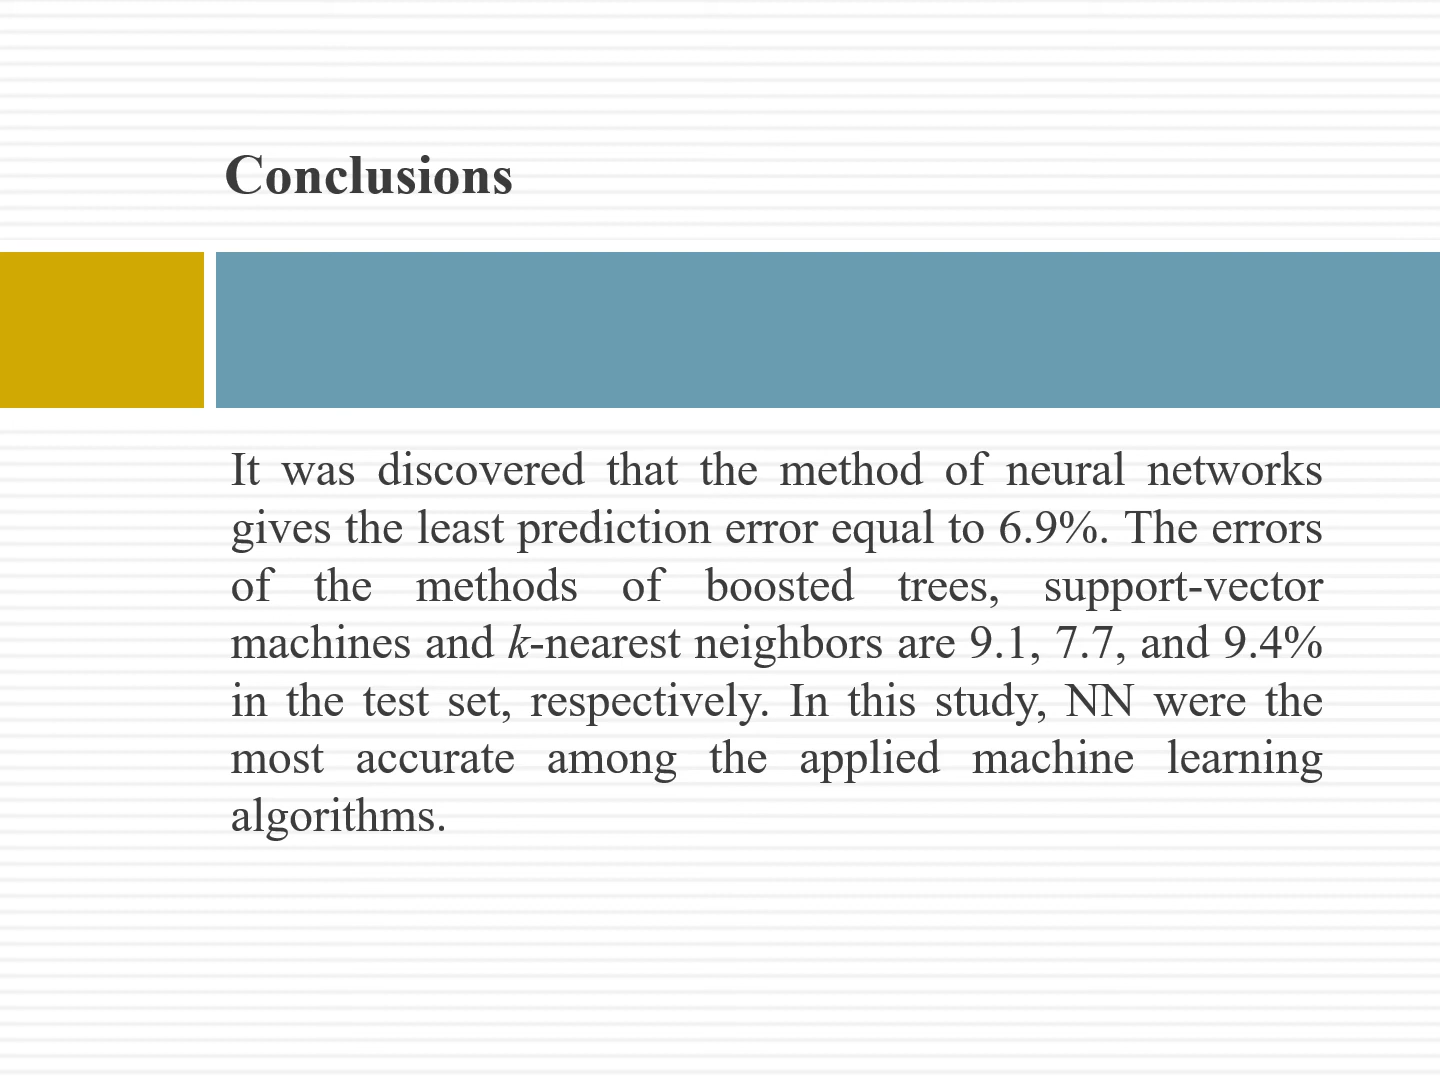 Conclusions
It was discovered that the method of neural networks
gives the least prediction error equal to 6.9%. The errors
of the methods of boosted trees, support-vector
machines and k-nearest neighbors are 9.1, 7.7, and 9.4%
in the test set, respectively. In this study, NN were the
most accurate among the applied machine learning
algorithms.